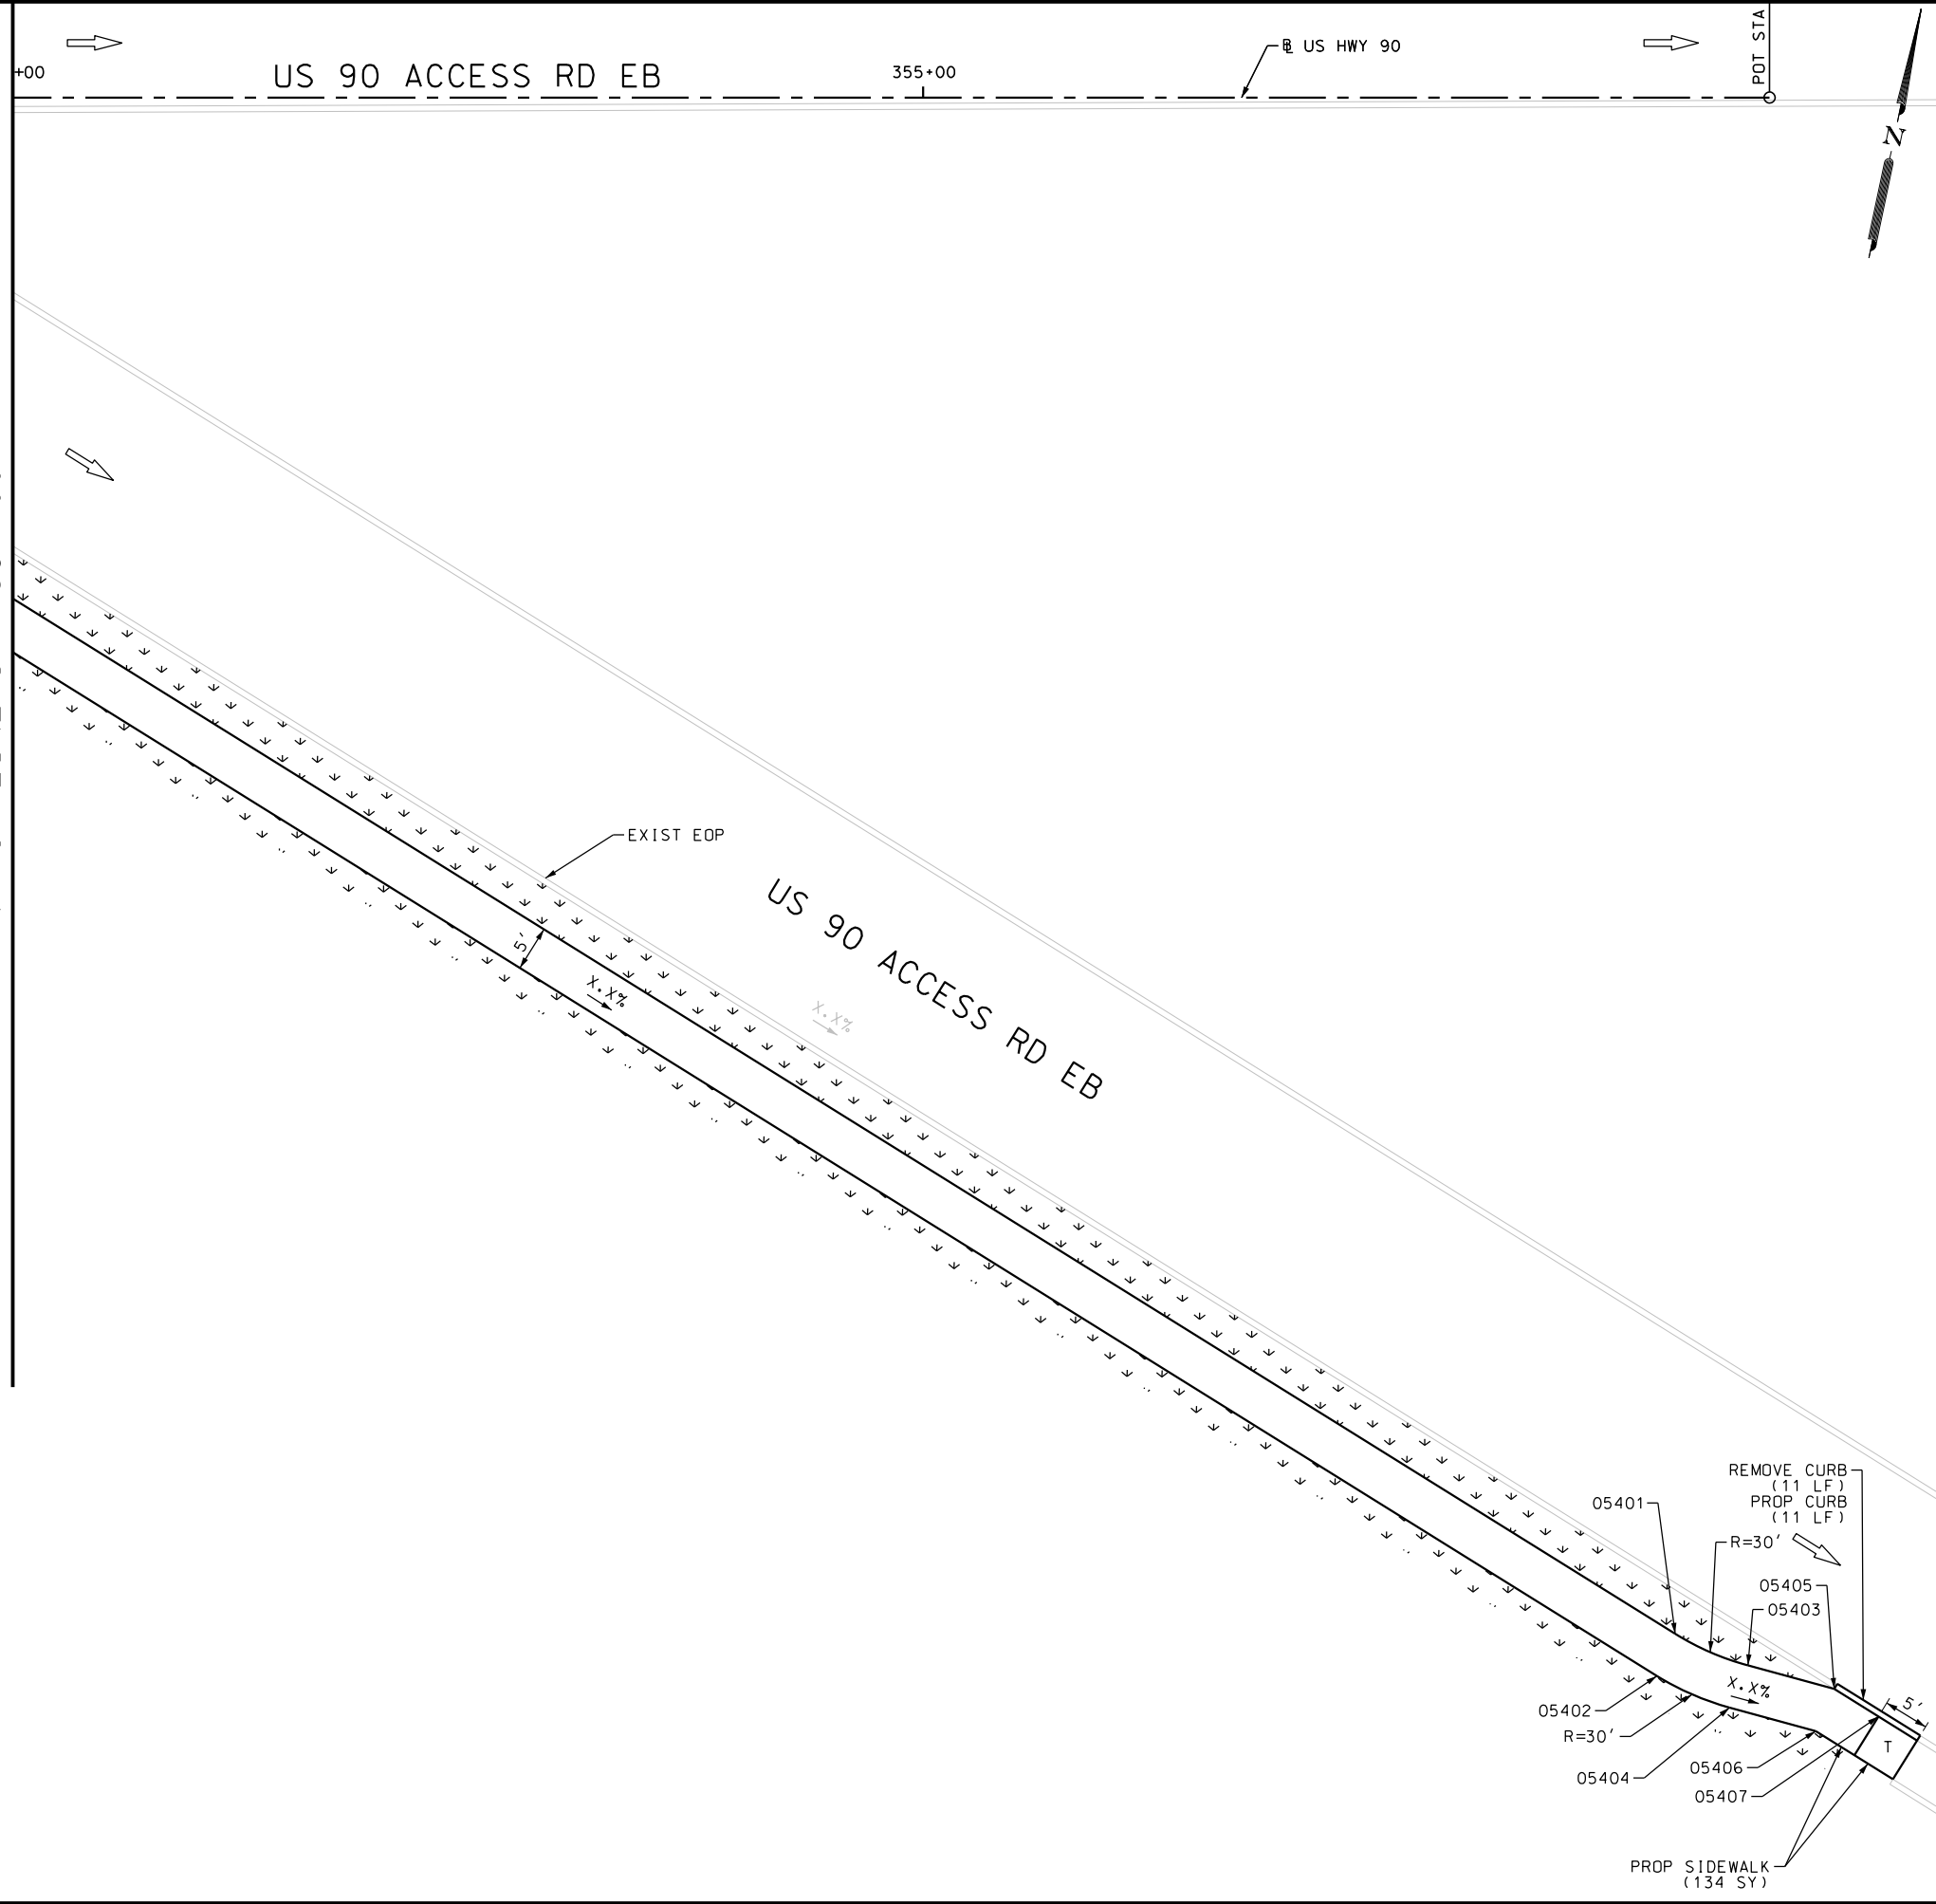 +00
US 90 ACCESS RD EB
355+00
℄ US HWY 90
POT STA
N
EXIST EOP
5'
X.X%
X.X%
US 90 ACCESS RD EB
REMOVE CURB
(11 LF)
PROP CURB
(11 LF)
05401
R=30'
05405
05403
X.X%
5'
05402
R=30'
T
05404
05406
05407
PROP SIDEWALK
(134 SY)